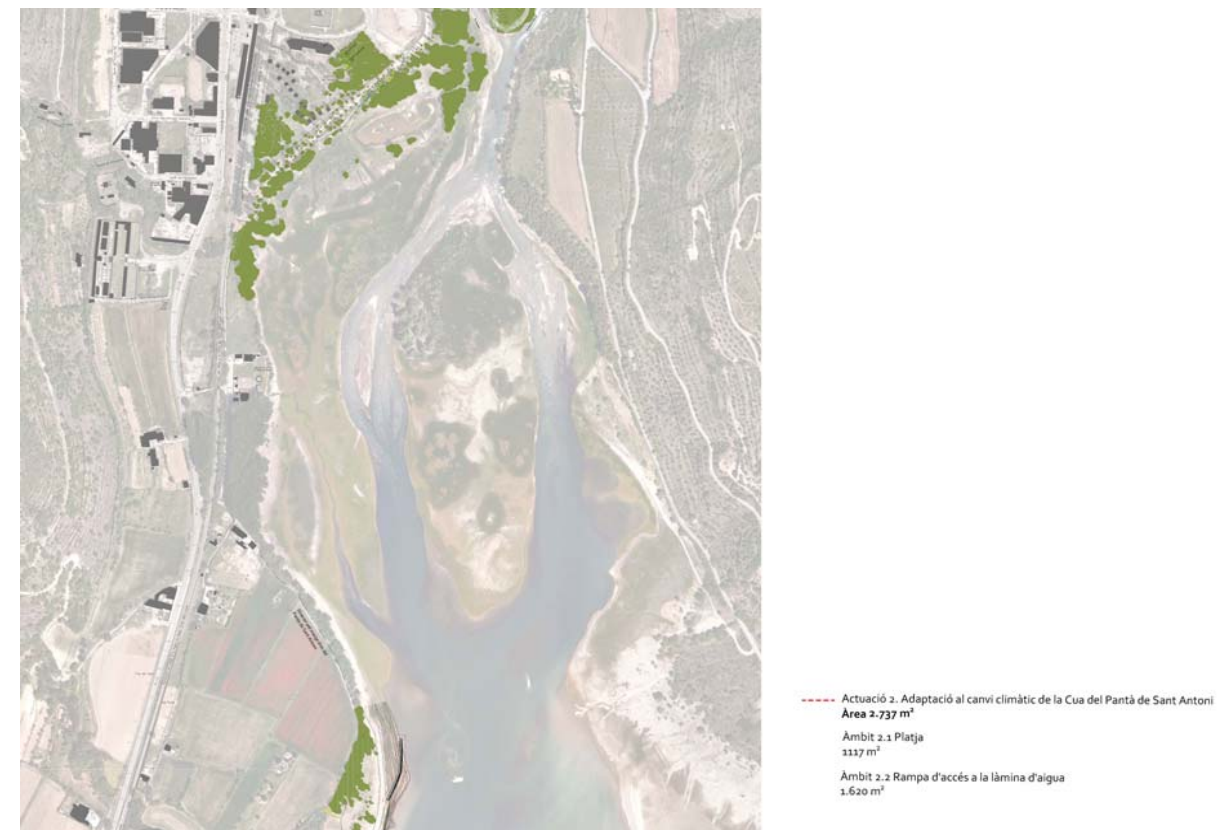 Actuació 2. Adaptació al canvi climàtic de la Cua del Pantà de Sant Antoni
Àrea 2.737 m²
Àmbit 2.1 Platja
1117 m²
Àmbit 2.2 Rampa d'accés a la làmina d'aigua
1.620 m²